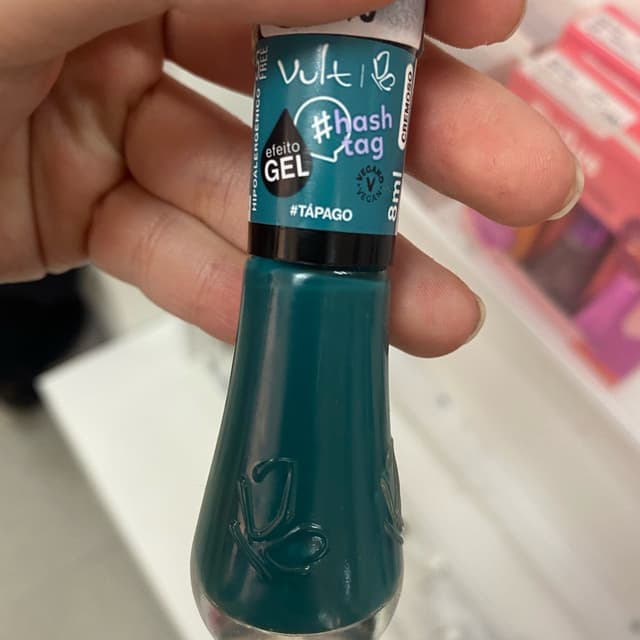 vult
#hash
tag
efeito
GEL
HIPOALERGÊNICO FREE
CREMOSO
VEGANO
V
VEGAN
#TÁPAGO
8ml